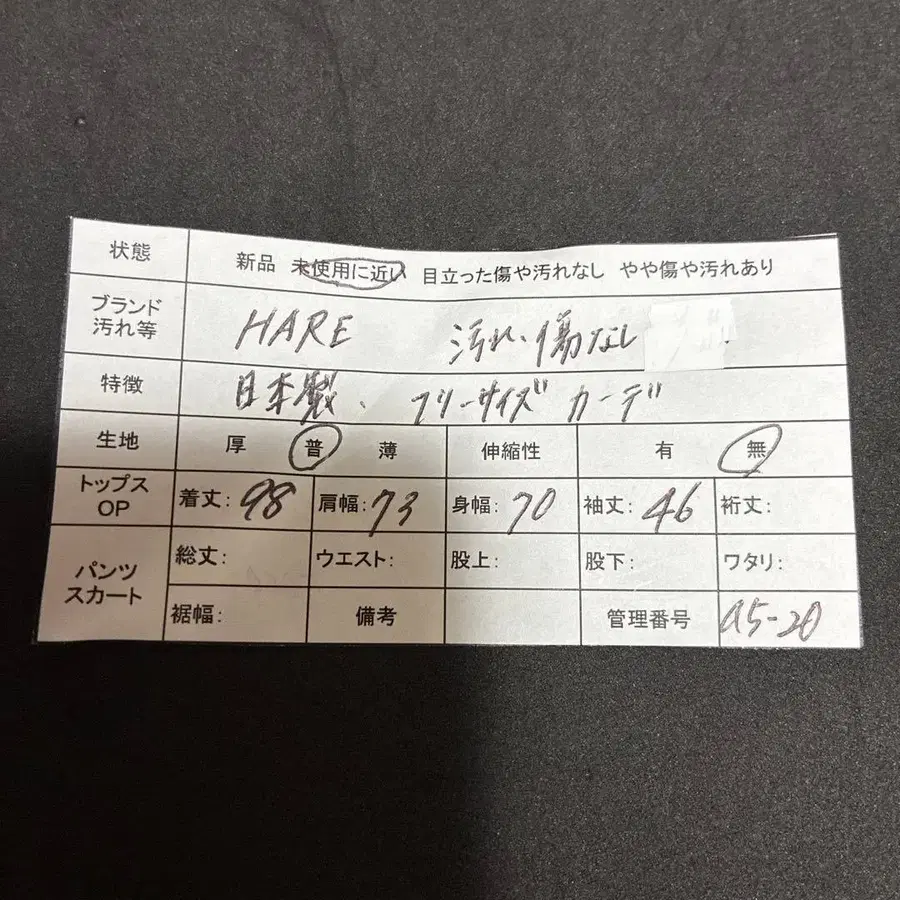 状態 新品 未使用に近い 目立った傷や汚れなし やや傷や汚れあり
ブランド
汚れ等 HARE 汚れ、傷なし
特徴 日本製、フリーサイズ カーデ
生地 厚 普 薄 伸縮性 有 無
トップス
OP 着丈:98 肩幅:73 身幅:70 袖丈:46 裄丈:
パンツ
スカート 総丈: ウエスト: 股上: 股下: ワタリ:
裾幅: 備考 管理番号 a5-20